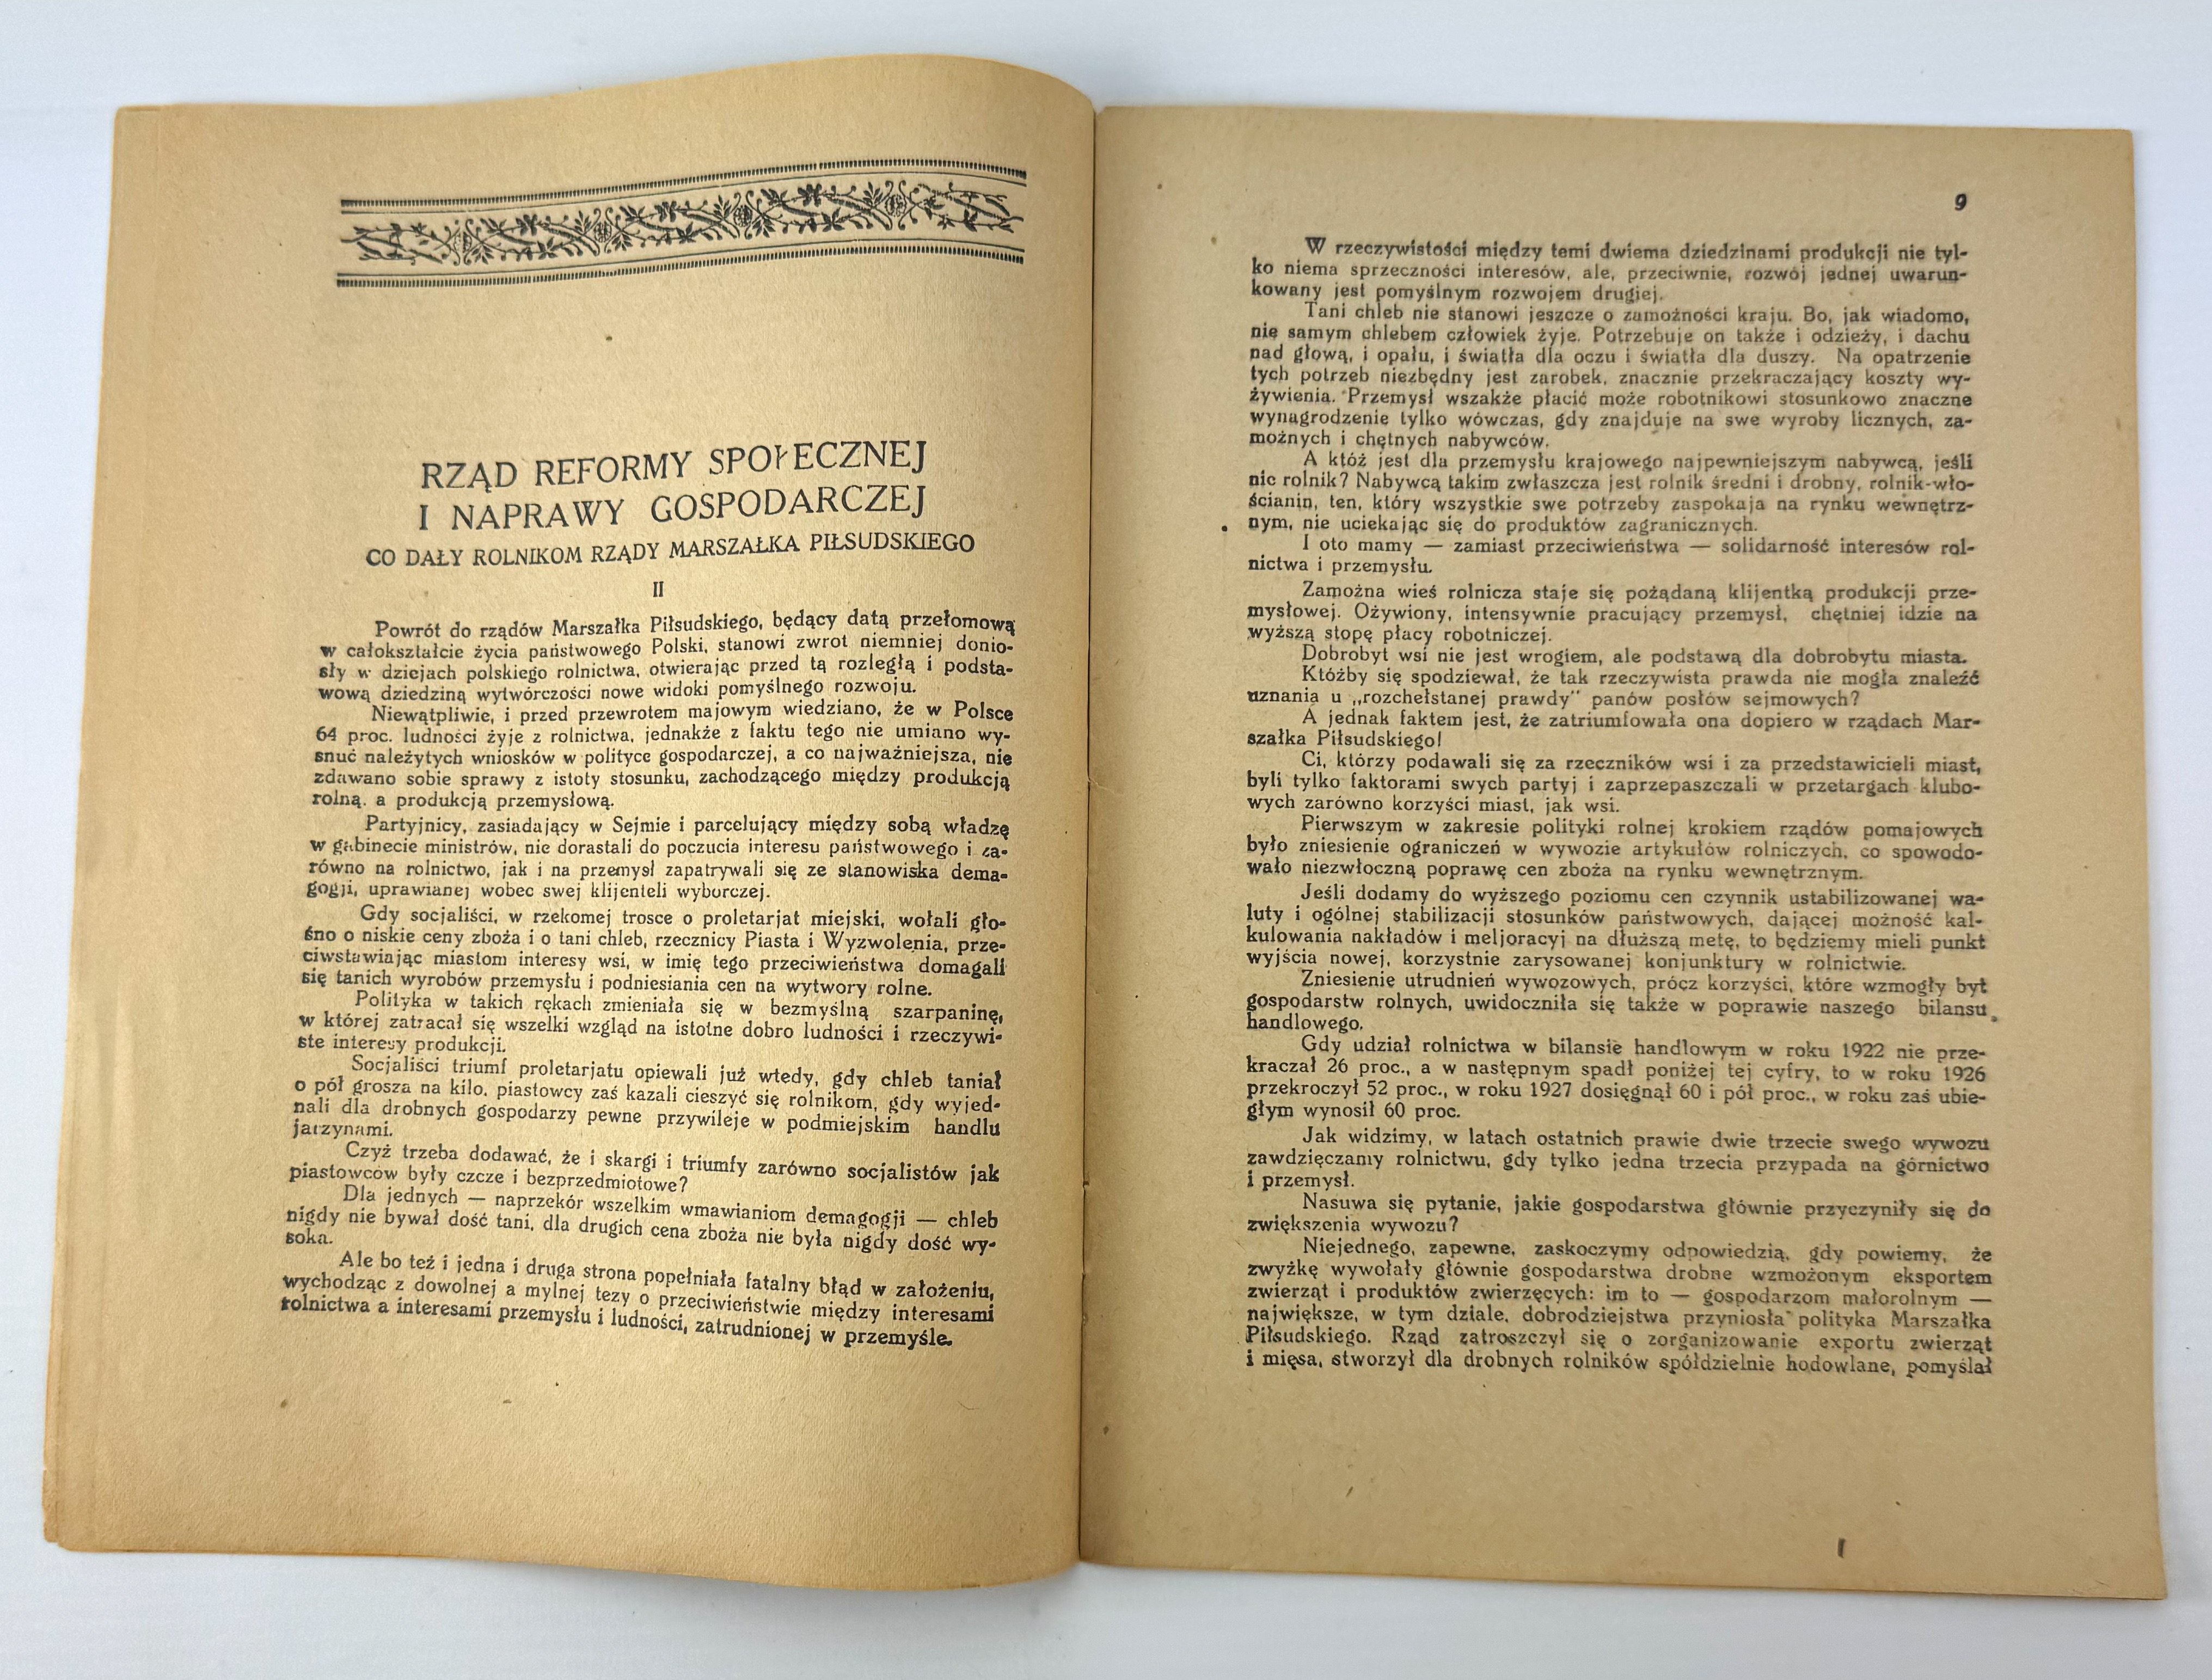 RZĄD REFORMY SPOŁECZNEJ
I NAPRAWY GOSPODARCZEJ
CO DAŁY ROLNIKOM RZĄDY MARSZAŁKA PIŁSUDSKIEGO
II
Powrót do rządów Marszałka Piłsudskiego, będący datą przełomową
w całokształcie życia państwowego Polski, stanowi zwrot niemniej donio-
sły w dziejach polskiego rolnictwa, otwierając przed tą rozległą i podsta-
wową dziedziną wytwórczości nowe widoki pomyślnego rozwoju.
Niewątpliwie, i przed przewrotem majowym wiedziano, że w Polsce
64 proc. ludności żyje z rolnictwa, jednakże z faktu tego nie umiano wy-
snuć należytych wniosków w polityce gospodarczej, a co najważniejsza, nie
zdawano sobie sprawy z istoty stosunku, zachodzącego między produkcją
rolną. a produkcją przemysłową.
Partyjnicy, zasiadający w Sejmie i parcelujący między sobą władzę
w gabinecie ministrów, nie dorastali do poczucia interesu państwowego i za-
równo na rolnictwo, jak i na przemysł zapatrywali się ze stanowiska dema-
gogji, uprawianej wobec swej klijenteli wyborczej.
Gdy socjaliści, w rzekomej trosce o proletarjat miejski, wołali gło-
śno o niskie ceny zboża i o tani chleb, rzecznicy Piasta i Wyzwolenia, prze-
ciwstawiając miastom interesy wsi, w imię tego przeciwieństwa domagali
się tanich wyrobów przemysłu i podniesiania cen na wytwory rolne.
Polityka w takich rękach zmieniała się w bezmyślną szarpaninę,
w której zatracał się wszelki wzgląd na istotne dobro ludności i rzeczywi-
ste interesy produkcji.
Socjaliści triumf proletarjatu opiewali już wtedy, gdy chleb taniał
o pół grosza na kilo, piastowcy zaś kazali cieszyć się rolnikom, gdy wyjed-
nali dla drobnych gospodarzy pewne przywileje w podmiejskim handlu
jarzynami.
Czyż trzeba dodawać, że i skargi i triumfy zarówno socjalistów jak
piastowców były czcze i bezprzedmiotowe?
Dla jednych — naprzekór wszelkim wmawianiom demagogji — chleb
nigdy nie bywał dość tani, dla drugich cena zboża nie była nigdy dość wy-
soka.
Ale bo też i jedna i druga strona popełniała fatalny błąd w założeniu,
wychodząc z dowolnej a mylnej tezy o przeciwieństwie między interesami
rolnictwa a interesami przemysłu i ludności, zatrudnionej w przemyśle.
9
W rzeczywistości między temi dwiema dziedzinami produkcji nie tyl-
ko niema sprzeczności interesów, ale, przeciwnie, rozwój jednej uwarun-
kowany jest pomyślnym rozwojem drugiej.
Tani chleb nie stanowi jeszcze o zamożności kraju. Bo, jak wiadomo,
nie samym chlebem człowiek żyje. Potrzebuje on także i odzieży, i dachu
nad głową, i opału, i światła dla oczu i światła dla duszy. Na opatrzenie
tych potrzeb niezbędny jest zarobek, znacznie przekraczający koszty wy-
żywienia. Przemysł wszakże płacić może robotnikowi stosunkowo znaczne
wynagrodzenie tylko wówczas, gdy znajduje na swe wyroby licznych, za-
możnych i chętnych nabywców.
A któż jest dla przemysłu krajowego najpewniejszym nabywcą, jeśli
nie rolnik? Nabywcą takim zwłaszcza jest rolnik średni i drobny, rolnik-wło-
ścianin, ten, który wszystkie swe potrzeby zaspokaja na rynku wewnętrz-
nym, nie uciekając się do produktów zagranicznych.
I oto mamy — zamiast przeciwieństwa — solidarność interesów rol-
nictwa i przemysłu.
Zamożna wieś rolnicza staje się pożądaną klijentką produkcji prze-
mysłowej. Ożywiony, intensywnie pracujący przemysł, chętniej idzie na
wyższą stopę płacy robotniczej.
Dobrobyt wsi nie jest wrogiem, ale podstawą dla dobrobytu miasta.
Któżby się spodziewał, że tak rzeczywista prawda nie mogła znaleźć
uznania u „rozchełstanej prawdy" panów posłów sejmowych?
A jednak faktem jest, że zatriumfowała ona dopiero w rządach Mar-
szałka Piłsudskiego!
Ci, którzy podawali się za rzeczników wsi i za przedstawicieli miast,
byli tylko faktorami swych partyj i zaprzepaszczali w przetargach klubo-
wych zarówno korzyści miast, jak wsi.
Pierwszym w zakresie polityki rolnej krokiem rządów pomajowych
było zniesienie ograniczeń w wywozie artykułów rolniczych, co spowodo-
wało niezwłoczną poprawę cen zboża na rynku wewnętrznym.
Jeśli dodamy do wyższego poziomu cen czynnik ustabilizowanej wa-
luty i ogólnej stabilizacji stosunków państwowych, dającej możność kal-
kulowania nakładów i meljoracyj na dłuższą metę, to będziemy mieli punkt
wyjścia nowej, korzystnie zarysowanej konjunktury w rolnictwie.
Zniesienie utrudnień wywozowych, prócz korzyści, które wzmogły byt
gospodarstw rolnych, uwidoczniła się także w poprawie naszego bilansu
handlowego.
Gdy udział rolnictwa w bilansie handlowym w roku 1922 nie prze-
kraczał 26 proc., a w następnym spadł poniżej tej cyfry, to w roku 1926
przekroczył 52 proc., w roku 1927 dosięgnął 60 i pół proc., w roku zaś ubie-
głym wynosił 60 proc.
Jak widzimy, w latach ostatnich prawie dwie trzecie swego wywozu
zawdzięczamy rolnictwu, gdy tylko jedna trzecia przypada na górnictwo
i przemysł.
Nasuwa się pytanie, jakie gospodarstwa głównie przyczyniły się do
zwiększenia wywozu?
Niejednego, zapewne, zaskoczymy odpowiedzią, gdy powiemy, że
zwyżkę wywołały głównie gospodarstwa drobne wzmożonym eksportem
zwierząt i produktów zwierzęcych: im to — gospodarzom małorolnym —
największe, w tym dziale, dobrodziejstwa przyniosła polityka Marszałka
Piłsudskiego. Rząd zatroszczył się o zorganizowanie exportu zwierząt
i mięsa, stworzył dla drobnych rolników spółdzielnie hodowlane, pomyślał